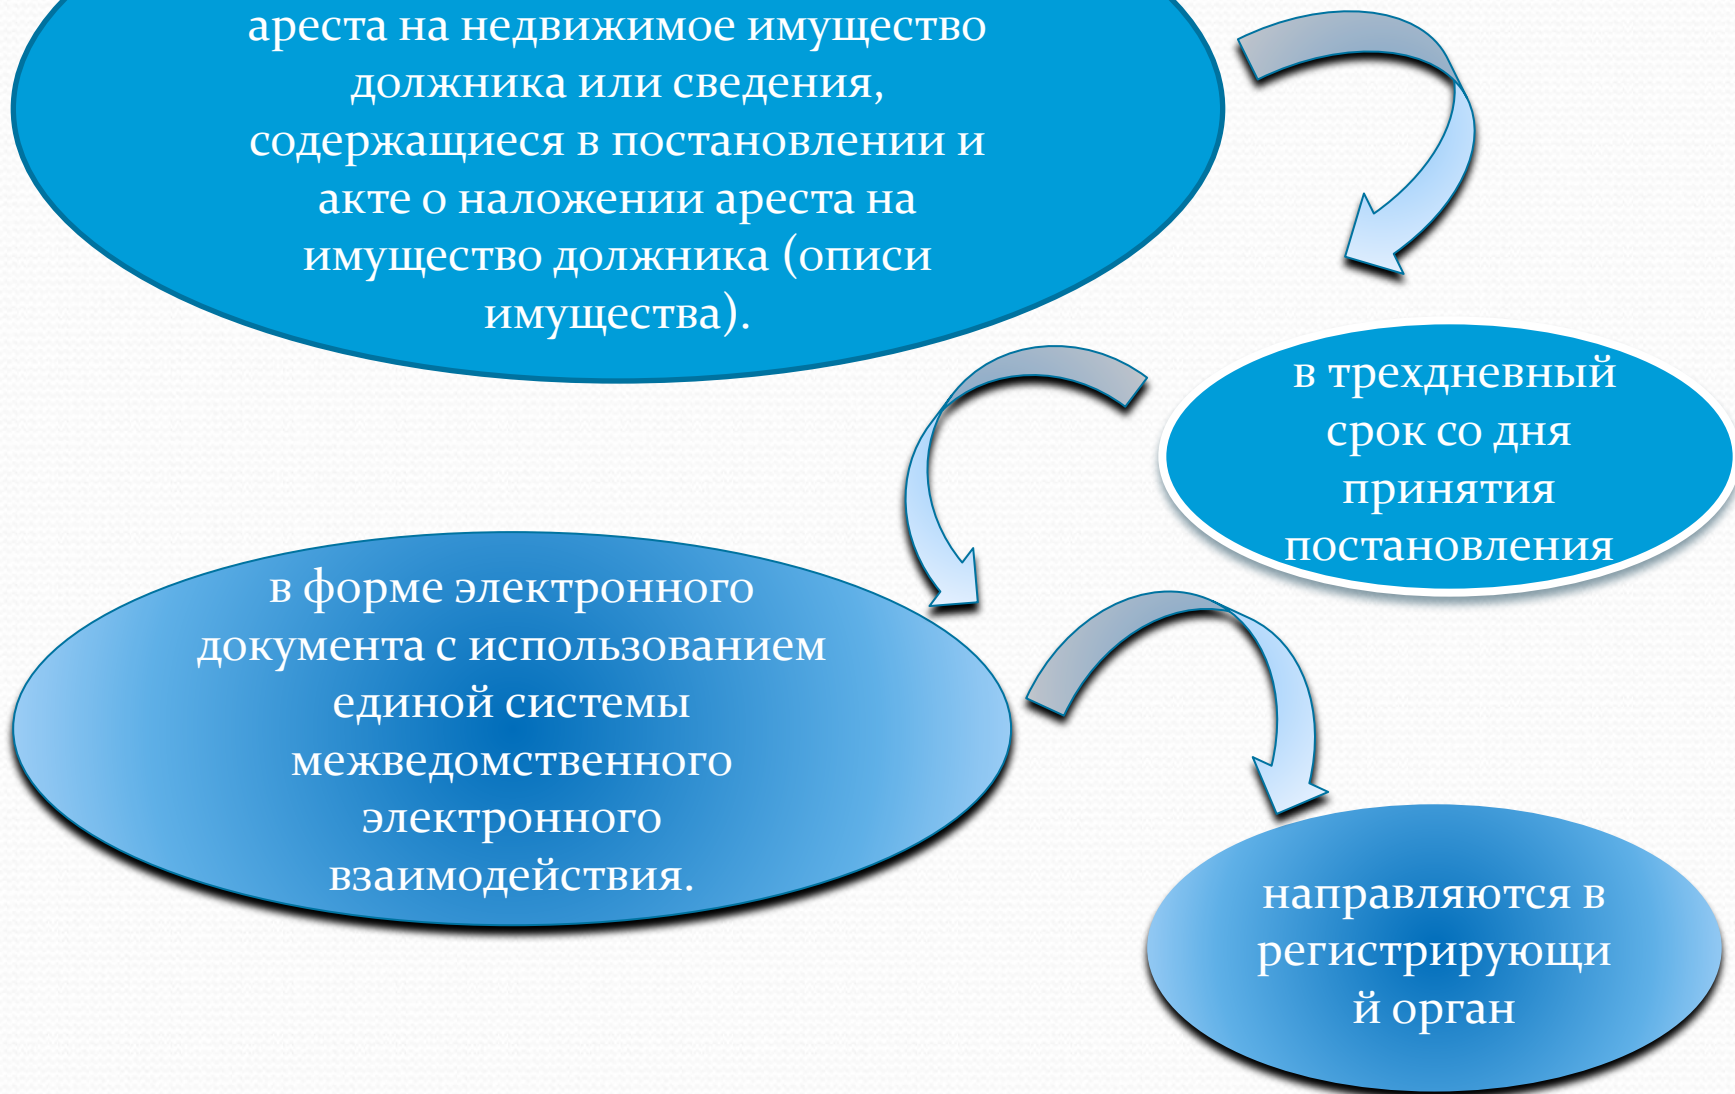 ареста на недвижимое имущество
должника или сведения,
содержащиеся в постановлении и
акте о наложении ареста на
имущество должника (описи
имущества).
в трехдневный
срок со дня
принятия
постановления
в форме электронного
документа с использованием
единой системы
межведомственного
электронного
взаимодействия.
направляются в
регистрирующи
й орган